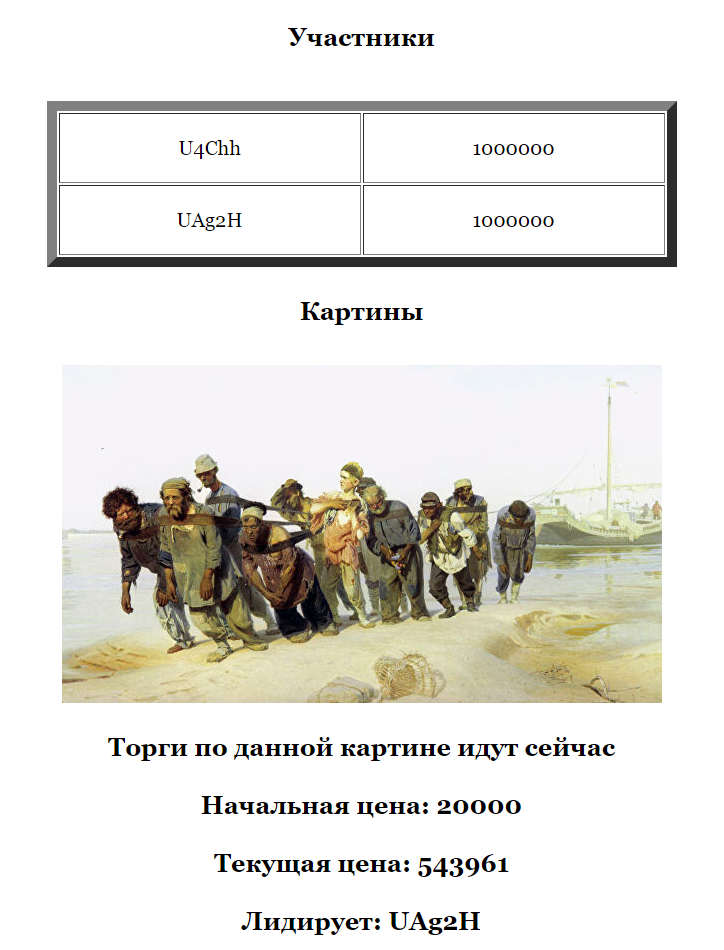 Участники
U4Chh 1000000
UAg2H 1000000
Картины
Торги по данной картине идут сейчас
Начальная цена: 20000
Текущая цена: 543961
Лидирует: UAg2H